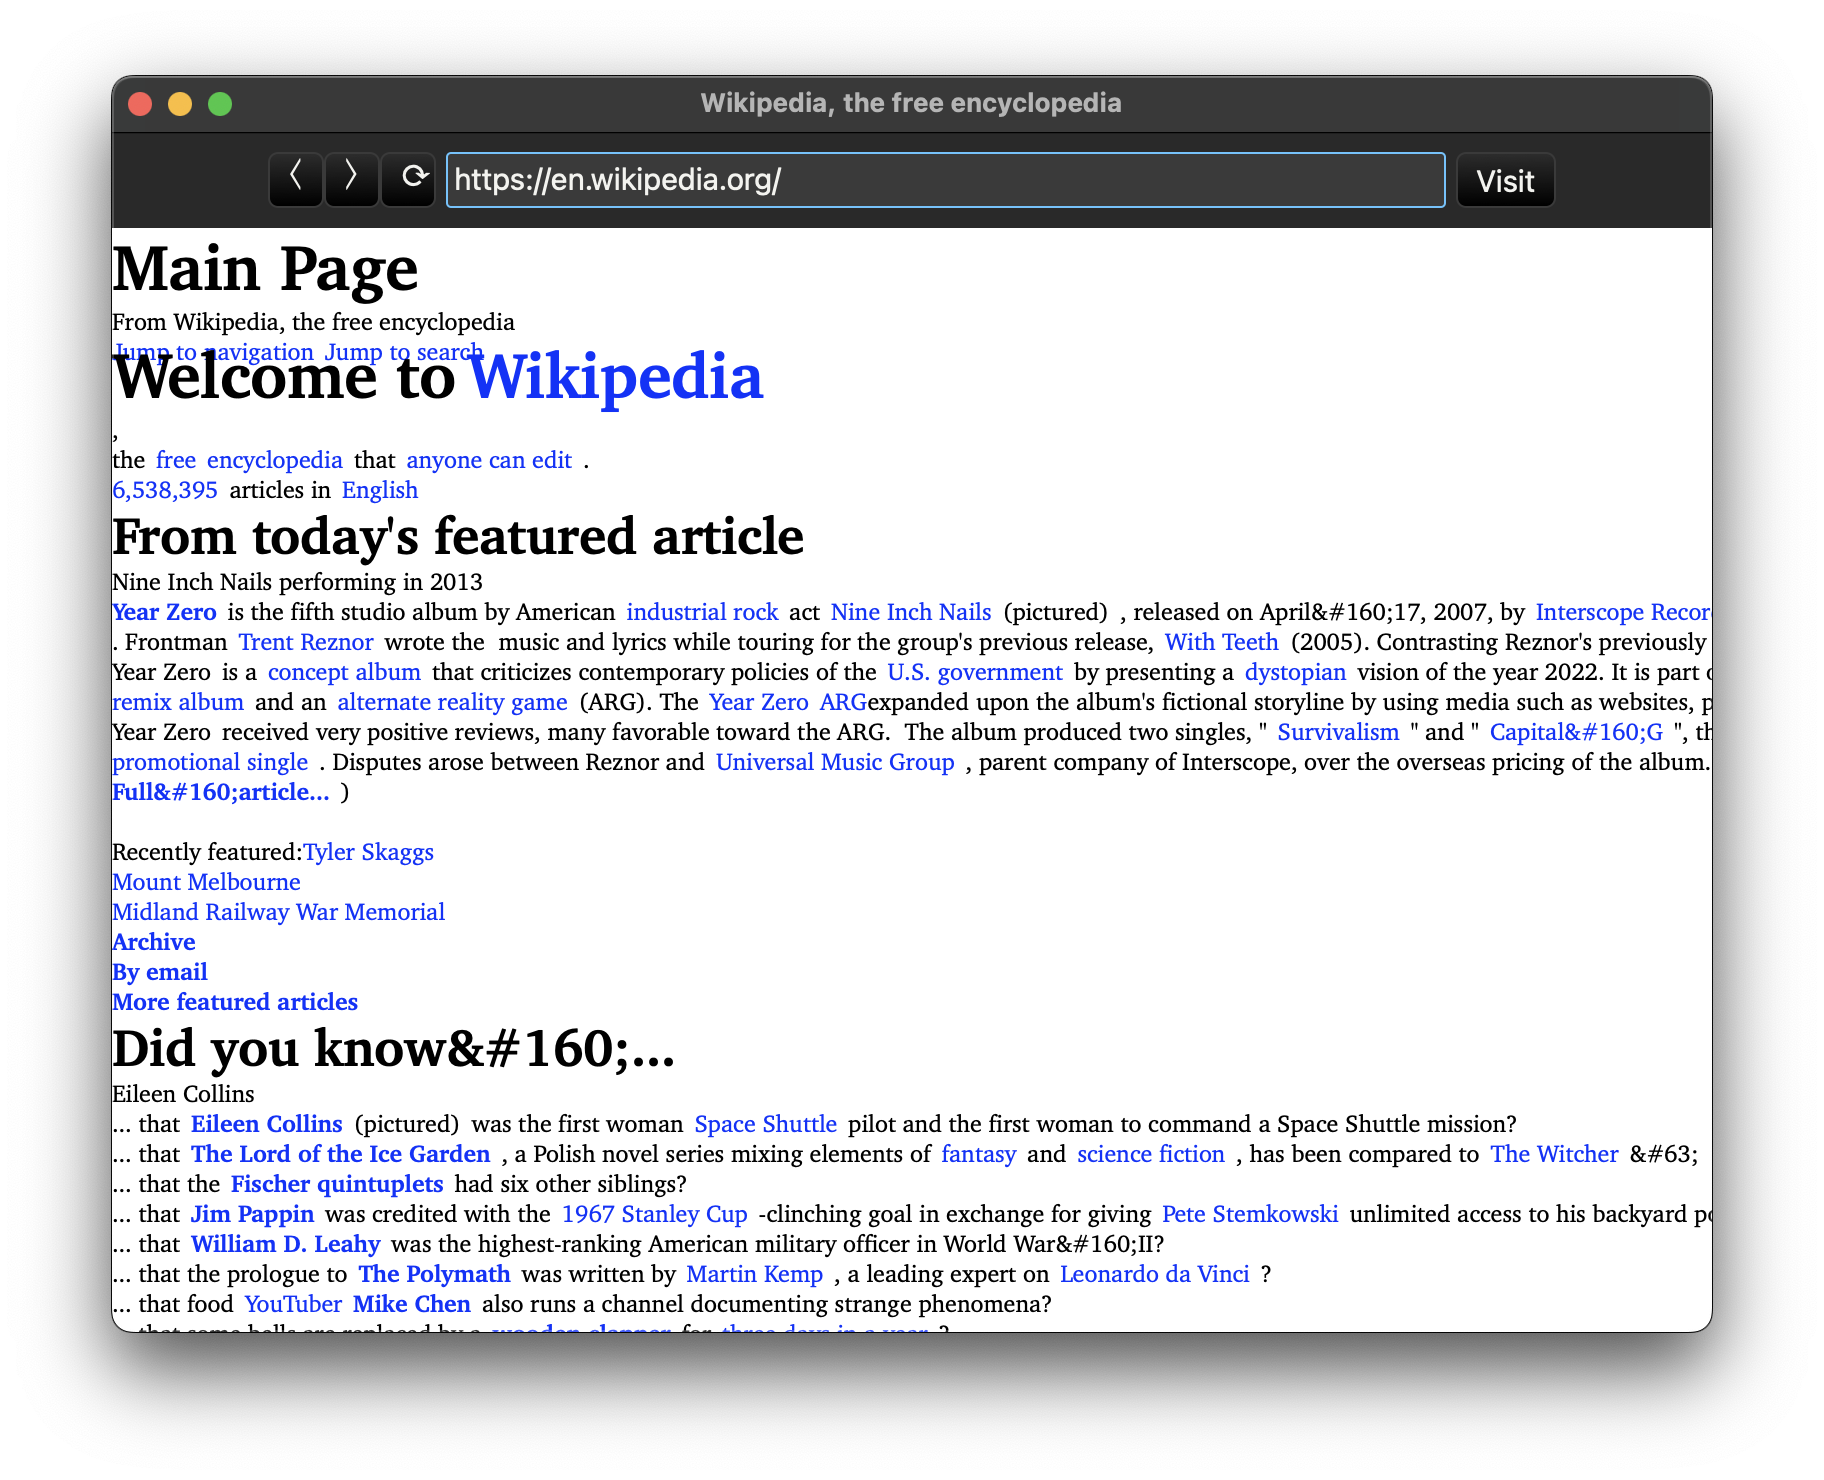 Wikipedia, the free encyclopedia
https://en.wikipedia.org/
Visit
Main Page
From Wikipedia, the free encyclopedia
Jump to navigation Jump to search
Welcome to Wikipedia
,
the free encyclopedia that anyone can edit .
6,538,395 articles in English
From today's featured article
Nine Inch Nails performing in 2013
Year Zero is the fifth studio album by American industrial rock act Nine Inch Nails (pictured) , released on April&#160;17, 2007, by Interscope Recor
. Frontman Trent Reznor wrote the music and lyrics while touring for the group's previous release, With Teeth (2005). Contrasting Reznor's previously
Year Zero is a concept album that criticizes contemporary policies of the U.S. government by presenting a dystopian vision of the year 2022. It is part
remix album and an alternate reality game (ARG). The Year Zero ARGexpanded upon the album's fictional storyline by using media such as websites,
Year Zero received very positive reviews, many favorable toward the ARG. The album produced two singles, " Survivalism " and " Capital&#160;G ", th
promotional single . Disputes arose between Reznor and Universal Music Group , parent company of Interscope, over the overseas pricing of the album.
Full&#160;article... )
Recently featured:Tyler Skaggs
Mount Melbourne
Midland Railway War Memorial
Archive
By email
More featured articles
Did you know&#160;...
Eileen Collins
... that Eileen Collins (pictured) was the first woman Space Shuttle pilot and the first woman to command a Space Shuttle mission?
... that The Lord of the Ice Garden , a Polish novel series mixing elements of fantasy and science fiction , has been compared to The Witcher &#63;
... that the Fischer quintuplets had six other siblings?
... that Jim Pappin was credited with the 1967 Stanley Cup -clinching goal in exchange for giving Pete Stemkowski unlimited access to his backyard
... that William D. Leahy was the highest-ranking American military officer in World War&#160;II?
... that the prologue to The Polymath was written by Martin Kemp , a leading expert on Leonardo da Vinci ?
... that food YouTuber Mike Chen also runs a channel documenting strange phenomena?
... that some bells are replaced by a wooden clapper for three days in a year ?